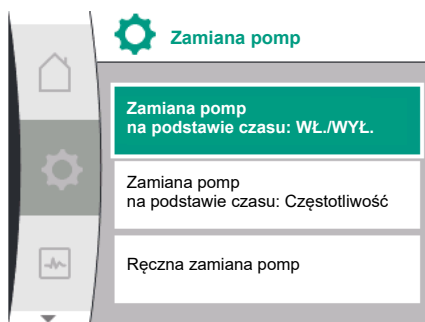 Zamiana pomp
Zamiana pomp
na podstawie czasu: WŁ./WYŁ.
Zamiana pomp
na podstawie czasu: Częstotliwość
Ręczna zamiana pomp